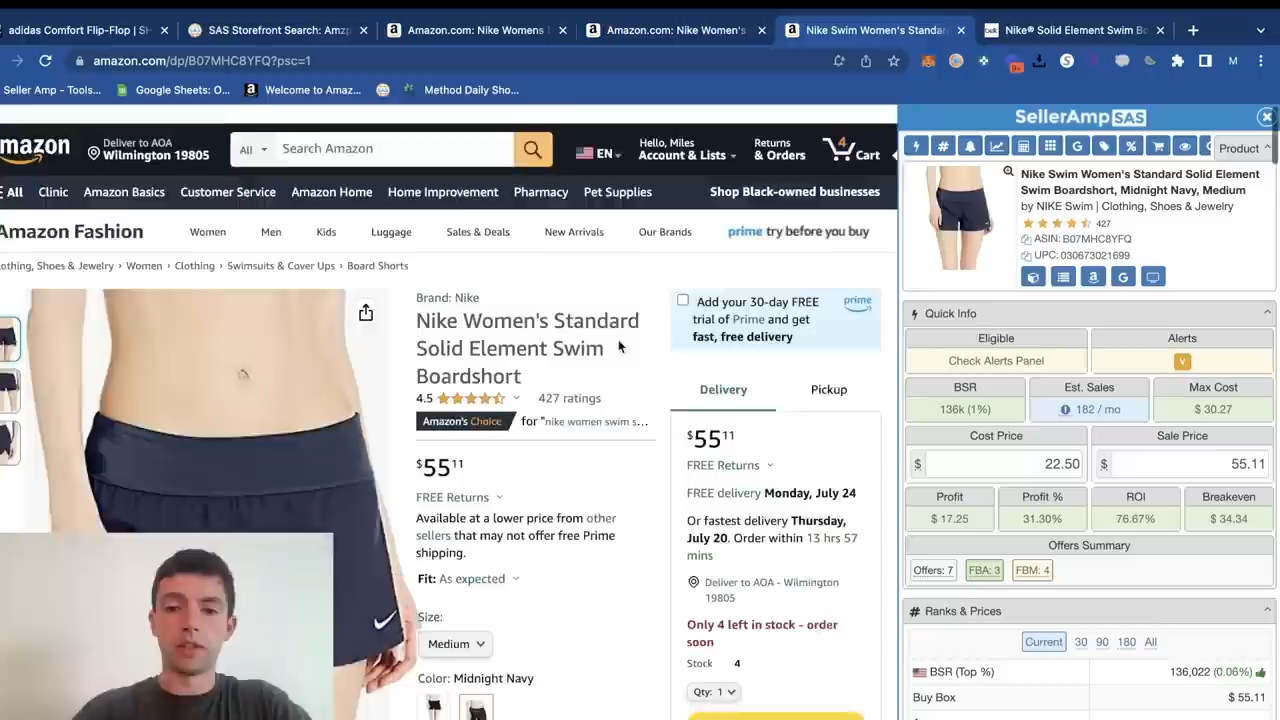 adidas Comfort Flip-Flop | SH
SAS Storefront Search: Amzp
Amazon.com: Nike Womens
Amazon.com: Nike Women's
Nike Swim Women's Standar
Nike® Solid Element Swim Bo
amazon.com/dp/B07MHC8YFQ?psc=1
9+
M
Seller Amp - Tools...
Google Sheets: O...
Welcome to Amaz...
Method Daily Sho...
mazon
Deliver to AOA
Wilmington 19805
All
Search Amazon
EN
Hello, Miles
Account & Lists
Returns
& Orders
4
Cart
All
Clinic
Amazon Basics
Customer Service
Amazon Home
Home Improvement
Pharmacy
Pet Supplies
Shop Black-owned businesses
Amazon Fashion
Women
Men
Kids
Luggage
Sales & Deals
New Arrivals
Our Brands
prime try before you buy
othing, Shoes & Jewelry › Women › Clothing › Swimsuits & Cover Ups › Board Shorts
Brand: Nike
Nike Women's Standard
Solid Element Swim
Boardshort
4.5
427 ratings
Amazon's Choice
for "nike women swim s...
$55 11
FREE Returns
Available at a lower price from other
sellers that may not offer free Prime
shipping.
Fit: As expected
Size:
Medium
Color: Midnight Navy
Add your 30-day FREE
trial of Prime and get
fast, free delivery
prime
Delivery
Pickup
$55 11
FREE Returns
FREE delivery Monday, July 24
Or fastest delivery Thursday,
July 20. Order within 13 hrs 57
mins
Deliver to AOA - Wilmington
19805
Only 4 left in stock - order
soon
Stock 4
Qty: 1
SellerAmp SAS
Product
Nike Swim Women's Standard Solid Element
Swim Boardshort, Midnight Navy, Medium
by NIKE Swim | Clothing, Shoes & Jewelry
427
ASIN: B07MHC8YFQ
UPC: 030673021699
Quick Info
Eligible
Alerts
Check Alerts Panel
V
BSR
Est. Sales
Max Cost
136k (1%)
182 / mo
$ 30.27
Cost Price
Sale Price
$ 22.50
$ 55.11
Profit
Profit %
ROI
Breakeven
$ 17.25
31.30%
76.67%
$ 34.34
Offers Summary
Offers: 7
FBA: 3
FBM: 4
Ranks & Prices
Current
30
90
180
All
BSR (Top %)
136,022 (0.06%)
Buy Box
$ 55.11